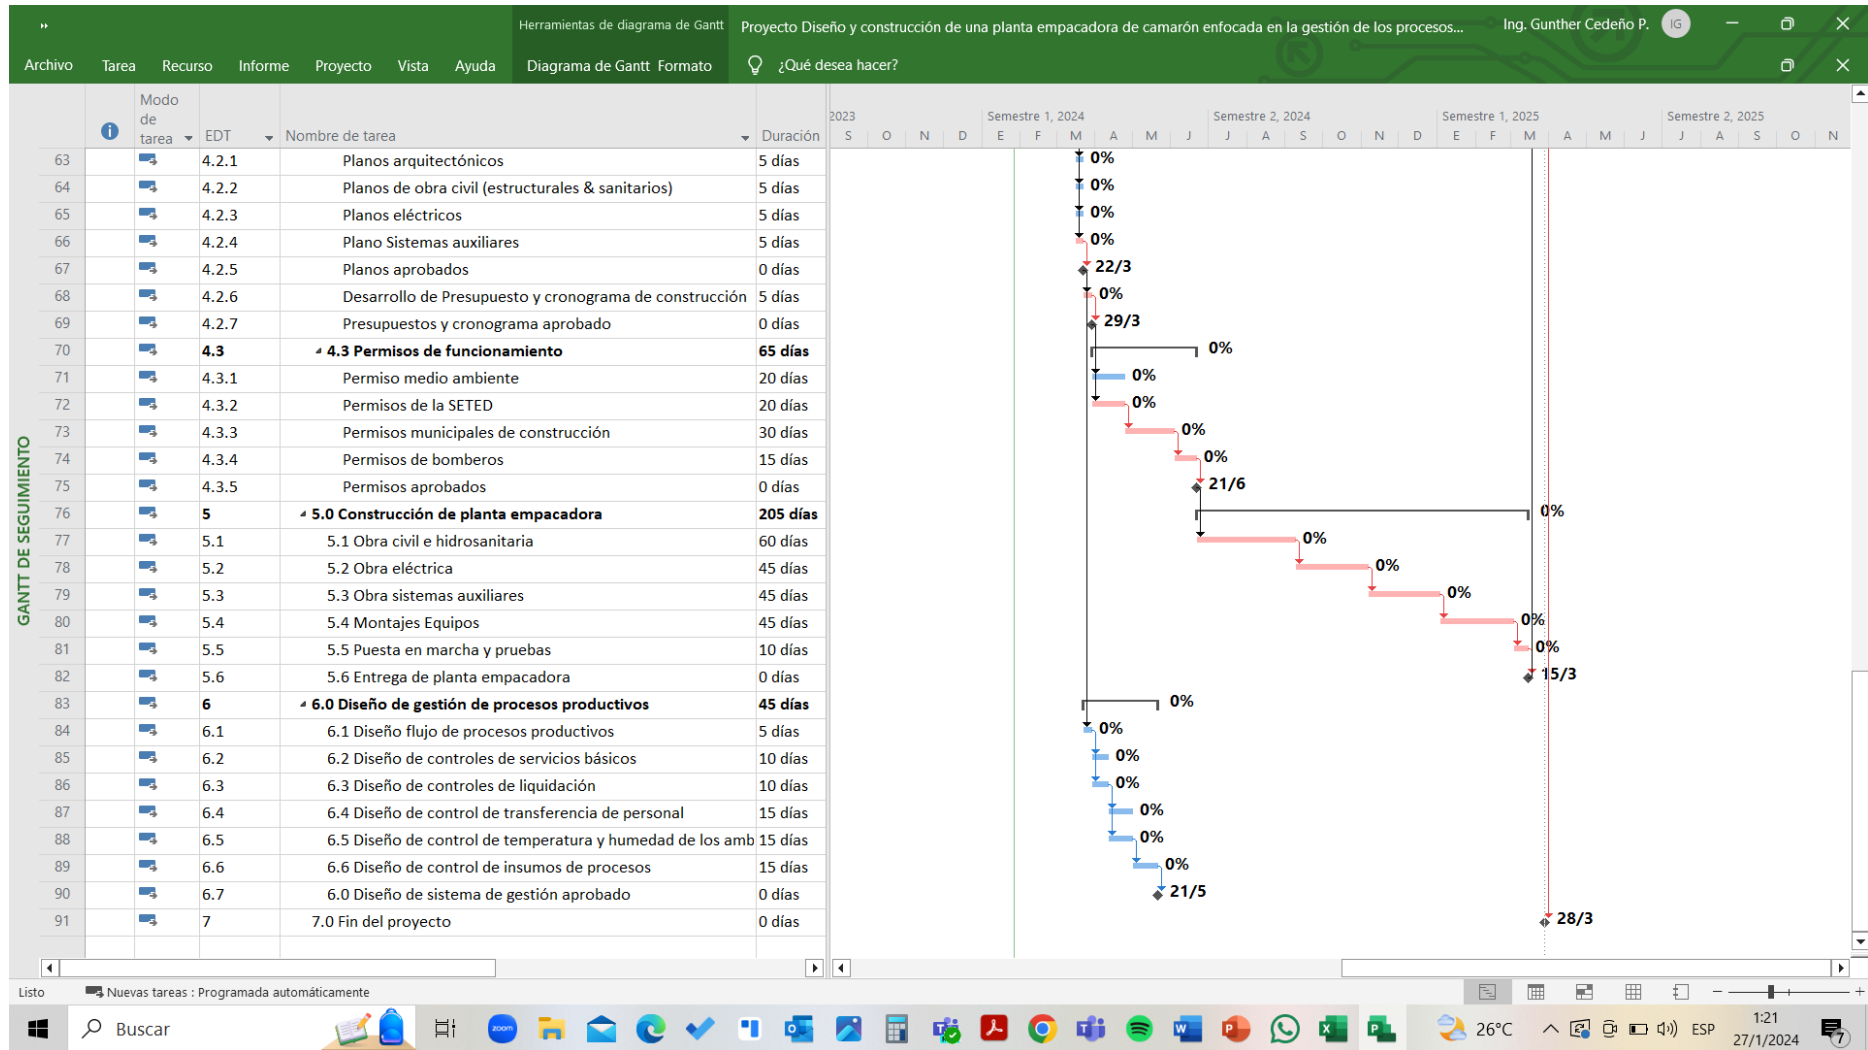 Herramientas de diagrama de Gantt
Proyecto Diseño y construcción de una planta empacadora de camarón enfocada en la gestión de los procesos...
Ing. Gunther Cedeño P.
IG
Archivo Tarea Recurso Informe Proyecto Vista Ayuda Diagrama de Gantt Formato ¿Qué desea hacer?
Modo de tarea EDT Nombre de tarea Duración
2023 Semestre 1, 2024 Semestre 2, 2024 Semestre 1, 2025 Semestre 2, 2025
S O N D E F M A M J J A S O N D E F M A M J J A S O N
63 4.2.1 Planos arquitectónicos 5 días 0%
64 4.2.2 Planos de obra civil (estructurales & sanitarios) 5 días 0%
65 4.2.3 Planos eléctricos 5 días 0%
66 4.2.4 Plano Sistemas auxiliares 5 días 0%
67 4.2.5 Planos aprobados 0 días 22/3
68 4.2.6 Desarrollo de Presupuesto y cronograma de construcción 5 días 0%
69 4.2.7 Presupuestos y cronograma aprobado 0 días 29/3
70 4.3 4.3 Permisos de funcionamiento 65 días 0%
71 4.3.1 Permiso medio ambiente 20 días 0%
72 4.3.2 Permisos de la SETED 20 días 0%
73 4.3.3 Permisos municipales de construcción 30 días 0%
74 4.3.4 Permisos de bomberos 15 días 0%
75 4.3.5 Permisos aprobados 0 días 21/6
76 5 5.0 Construcción de planta empacadora 205 días 0%
77 5.1 5.1 Obra civil e hidrosanitaria 60 días 0%
78 5.2 5.2 Obra eléctrica 45 días 0%
79 5.3 5.3 Obra sistemas auxiliares 45 días 0%
80 5.4 5.4 Montajes Equipos 45 días 0%
81 5.5 5.5 Puesta en marcha y pruebas 10 días 0%
82 5.6 5.6 Entrega de planta empacadora 0 días 15/3
83 6 6.0 Diseño de gestión de procesos productivos 45 días 0%
84 6.1 6.1 Diseño flujo de procesos productivos 5 días 0%
85 6.2 6.2 Diseño de controles de servicios básicos 10 días 0%
86 6.3 6.3 Diseño de controles de liquidación 10 días 0%
87 6.4 6.4 Diseño de control de transferencia de personal 15 días 0%
88 6.5 6.5 Diseño de control de temperatura y humedad de los amb 15 días 0%
89 6.6 6.6 Diseño de control de insumos de procesos 15 días 0%
90 6.7 6.0 Diseño de sistema de gestión aprobado 0 días 21/5
91 7 7.0 Fin del proyecto 0 días 28/3
GANTT DE SEGUIMIENTO
Listo Nuevas tareas : Programada automáticamente
Buscar zoom 26°C ESP 1:21
27/1/2024 7